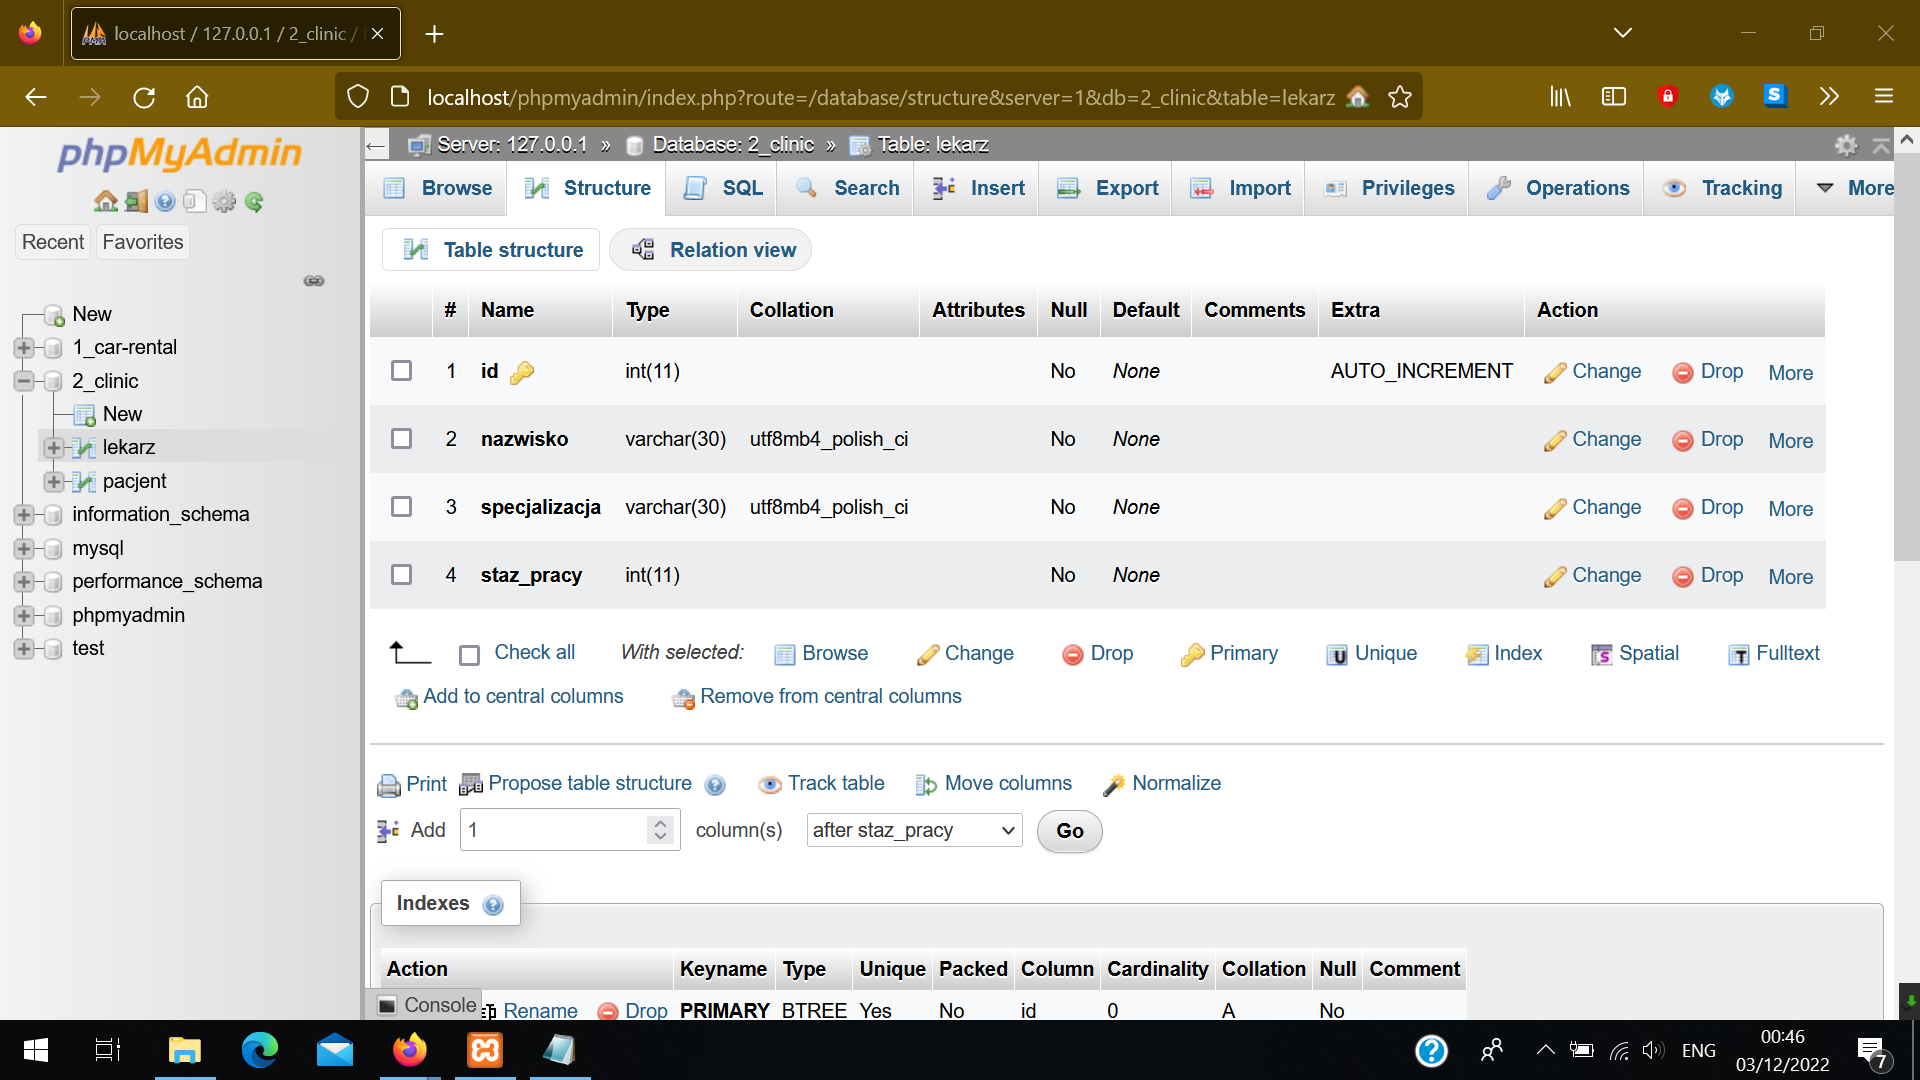 localhost / 127.0.0.1 / 2_clinic /
localhost/phpmyadmin/index.php?route=/database/structure&server=1&db=2_clinic&table=lekarz
phpMyAdmin
Recent Favorites
New
1_car-rental
2_clinic
New
lekarz
pacjent
information_schema
mysql
performance_schema
phpmyadmin
test
Server: 127.0.0.1 » Database: 2_clinic » Table: lekarz
Browse Structure SQL Search Insert Export Import Privileges Operations Tracking More
Table structure Relation view
# Name Type Collation Attributes Null Default Comments Extra Action
1 id int(11) No None AUTO_INCREMENT Change Drop More
2 nazwisko varchar(30) utf8mb4_polish_ci No None Change Drop More
3 specjalizacja varchar(30) utf8mb4_polish_ci No None Change Drop More
4 staz_pracy int(11) No None Change Drop More
Check all With selected: Browse Change Drop Primary Unique Index Spatial Fulltext
Add to central columns Remove from central columns
Print Propose table structure Track table Move columns Normalize
Add 1 column(s) after staz_pracy Go
Indexes
Action Keyname Type Unique Packed Column Cardinality Collation Null Comment
Rename Drop PRIMARY BTREE Yes No id 0 A No
Console
ENG
00:46
03/12/2022
7